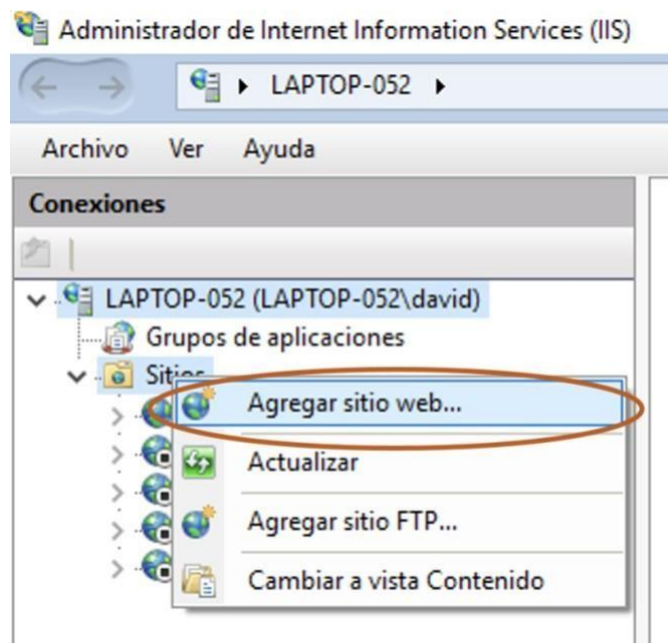 Administrador de Internet Information Services (IIS)
LAPTOP-052
Archivo Ver Ayuda
Conexiones
LAPTOP-052 (LAPTOP-052\david)
Grupos de aplicaciones
Sitios
Agregar sitio web...
Actualizar
Agregar sitio FTP...
Cambiar a vista Contenido